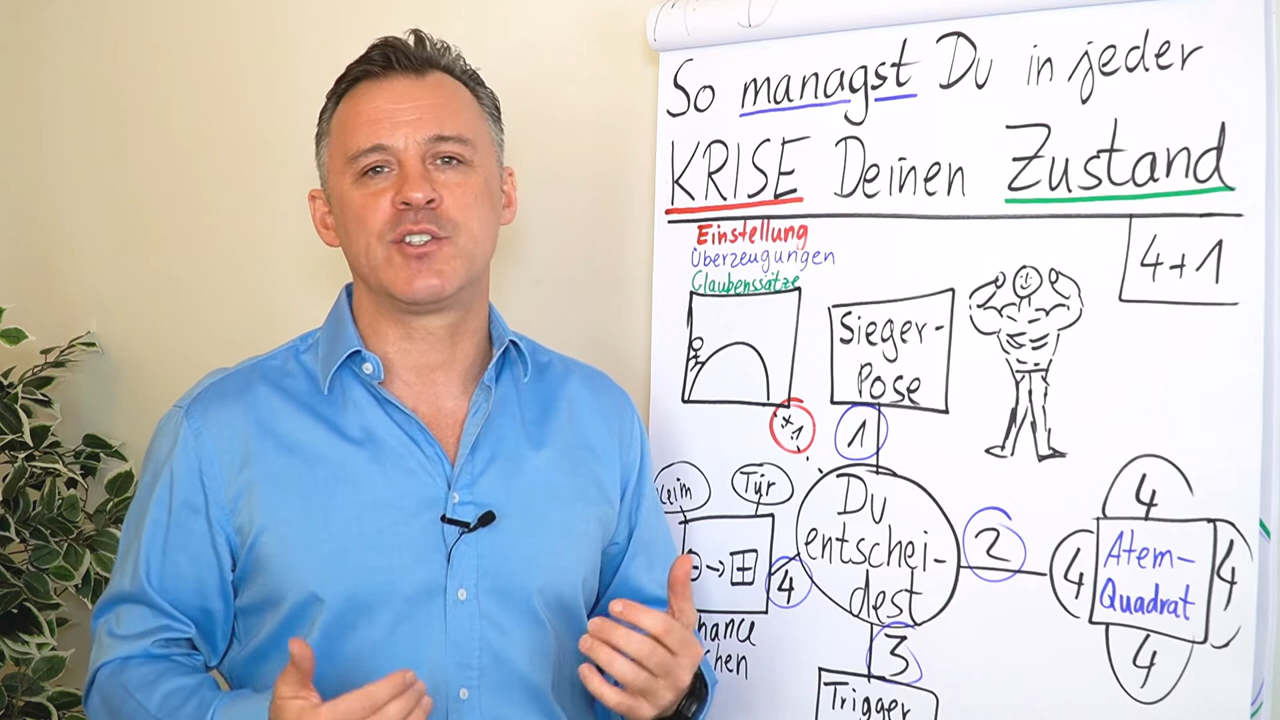 So managst Du in jeder
KRISE Deinen Zustand
4+1
Einstellung
Überzeugungen
Glaubenssätze
Sieger-
Pose
+1
1
Tür
Du
entschei-
dest
2
4
4
Atem-
Quadrat
4
4
4
3
Trigger